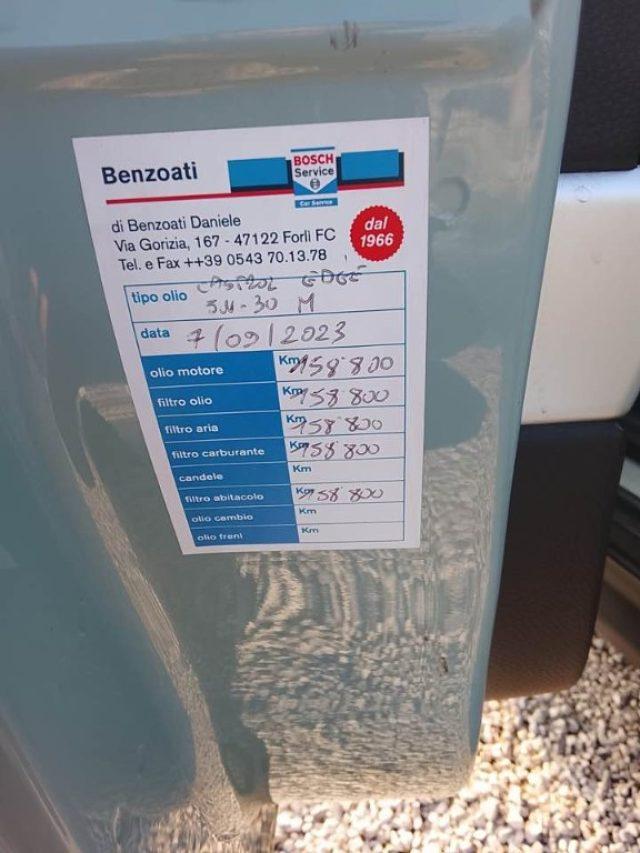 Benzoati
BOSCH
Service
Car Service
di Benzoati Daniele
Via Gorizia, 167 - 47122 Forlì FC
Tel. e Fax ++39 0543 70.13.78
dal
1966
tipo olio CASTROL EDGE
5W-30 M
data 7/09/2023
olio motore Km 158'800
filtro olio Km 158'800
filtro aria Km 158'800
filtro carburante Km 158'800
candele Km
filtro abitacolo Km 158'800
olio cambio Km
olio freni Km